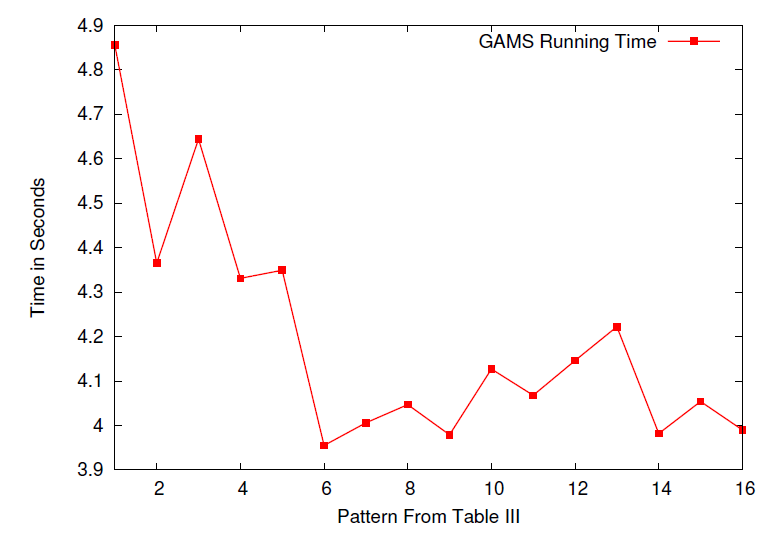 4.9
GAMS Running Time
4.8
4.7
4.6
4.5
4.4
4.3
4.2
4.1
4
3.9
Time in Seconds
2 4 6 8 10 12 14 16
Pattern From Table III